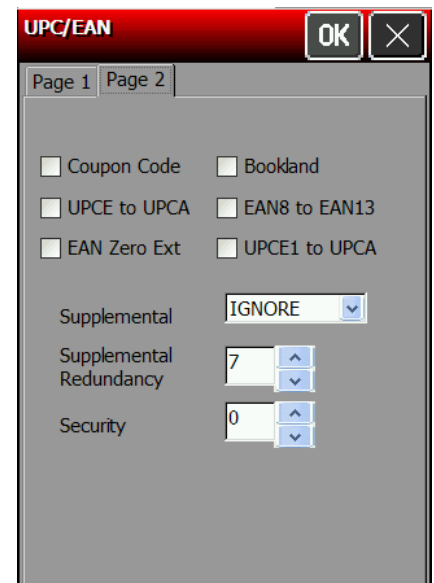 UPC/EAN OK
Page 1 Page 2
Coupon Code Bookland
UPCE to UPCA EAN8 to EAN13
EAN Zero Ext UPCE1 to UPCA
Supplemental IGNORE
Supplemental
Redundancy 7
Security 0